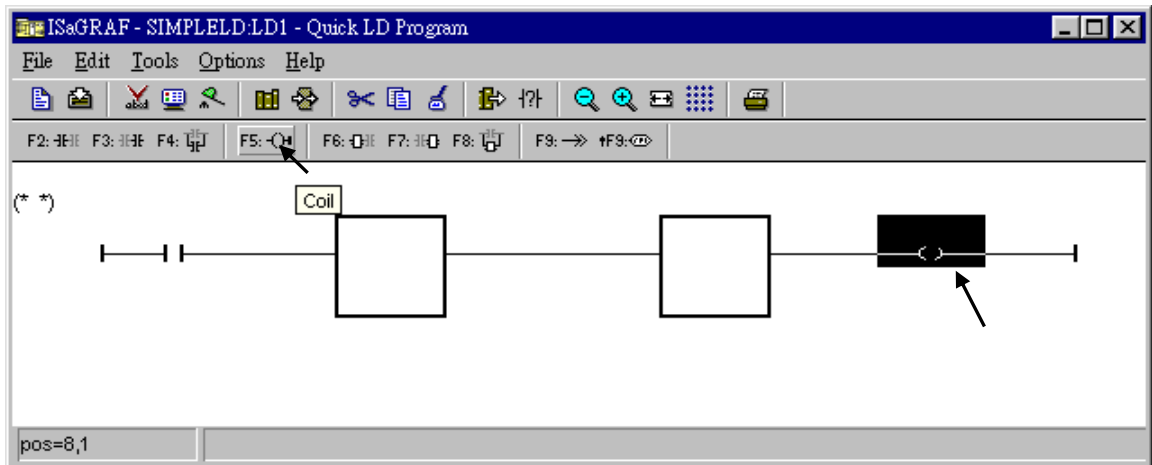 ISaGRAF - SIMPLELD:LD1 - Quick LD Program
File Edit Tools Options Help
F2: F3: F4: F5: F6: F7: F8: F9: F9:
Coil
(* *)
pos=8,1